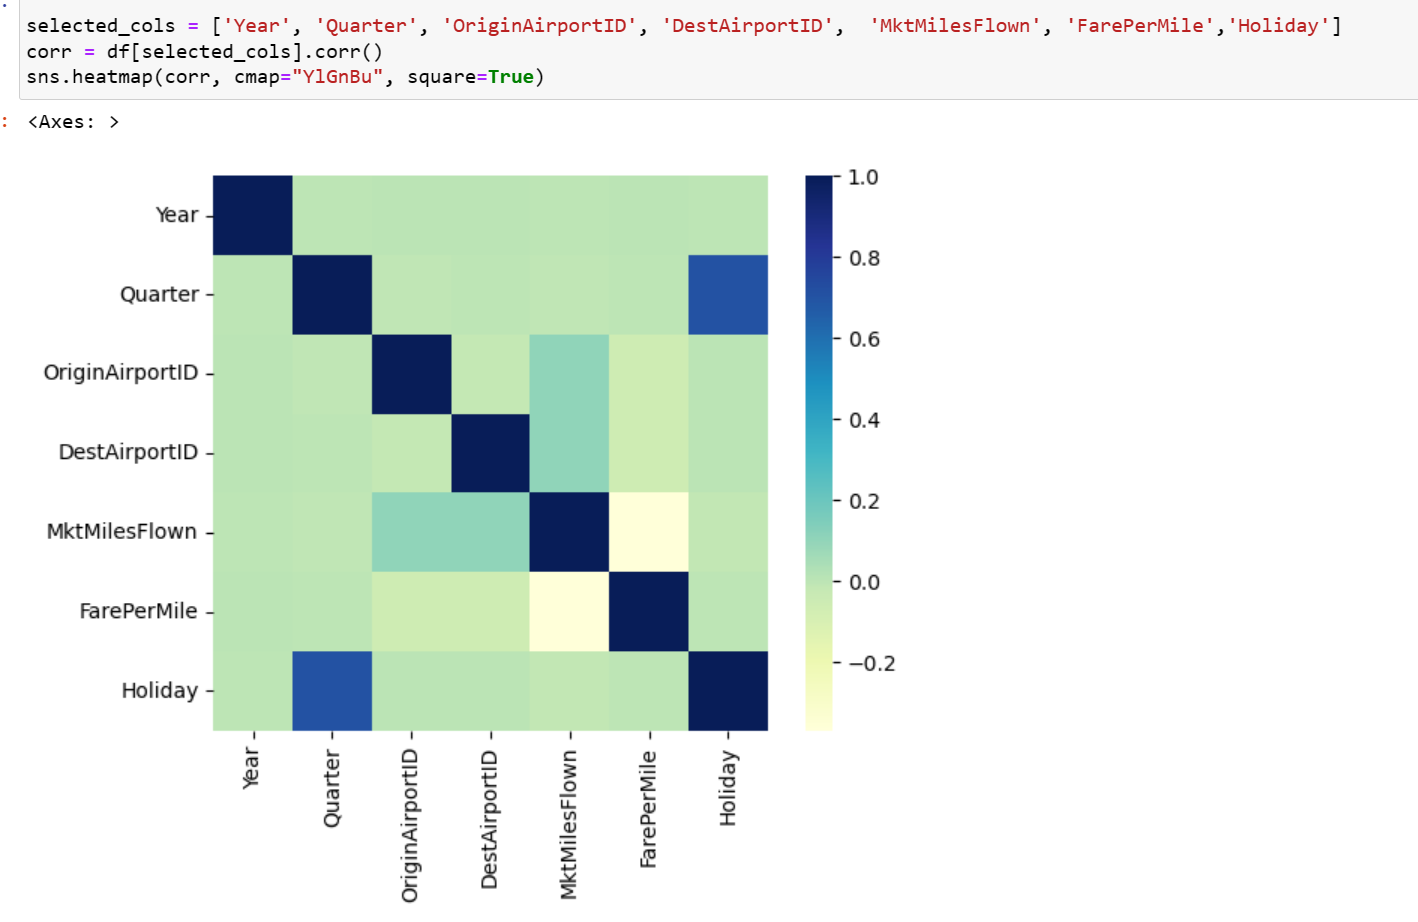 selected_cols = ['Year', 'Quarter', 'OriginAirportID', 'DestAirportID',  'MktMilesFlown', 'FarePerMile','Holiday']
corr = df[selected_cols].corr()
sns.heatmap(corr, cmap="YlGnBu", square=True)
: <Axes: >
Year
Quarter
OriginAirportID
DestAirportID
MktMilesFlown
FarePerMile
Holiday
Year
Quarter
OriginAirportID
DestAirportID
MktMilesFlown
FarePerMile
Holiday
1.0
0.8
0.6
0.4
0.2
0.0
−0.2